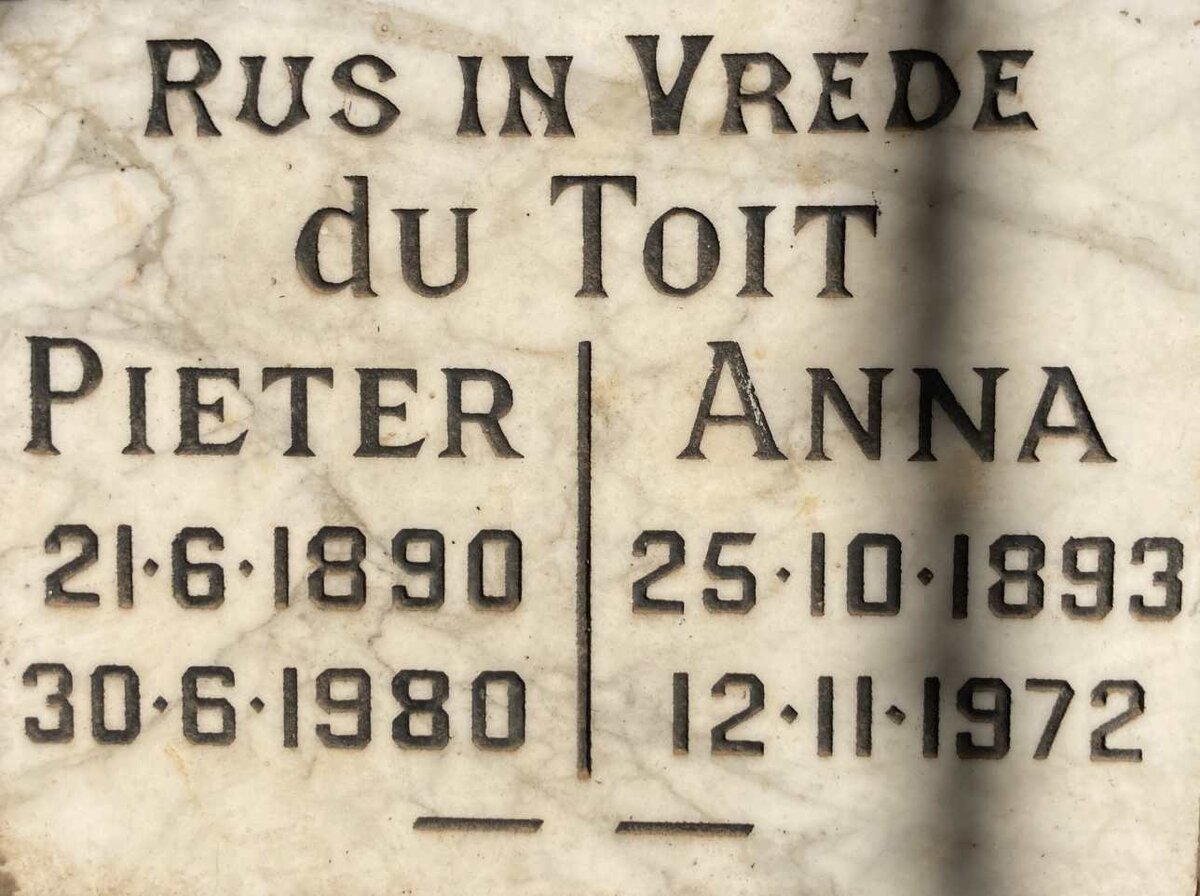 RUS IN VREDE
du TOIT
PIETER
21·6·1890
30·6·1980
ANNA
25·10·1893
12·11·1972